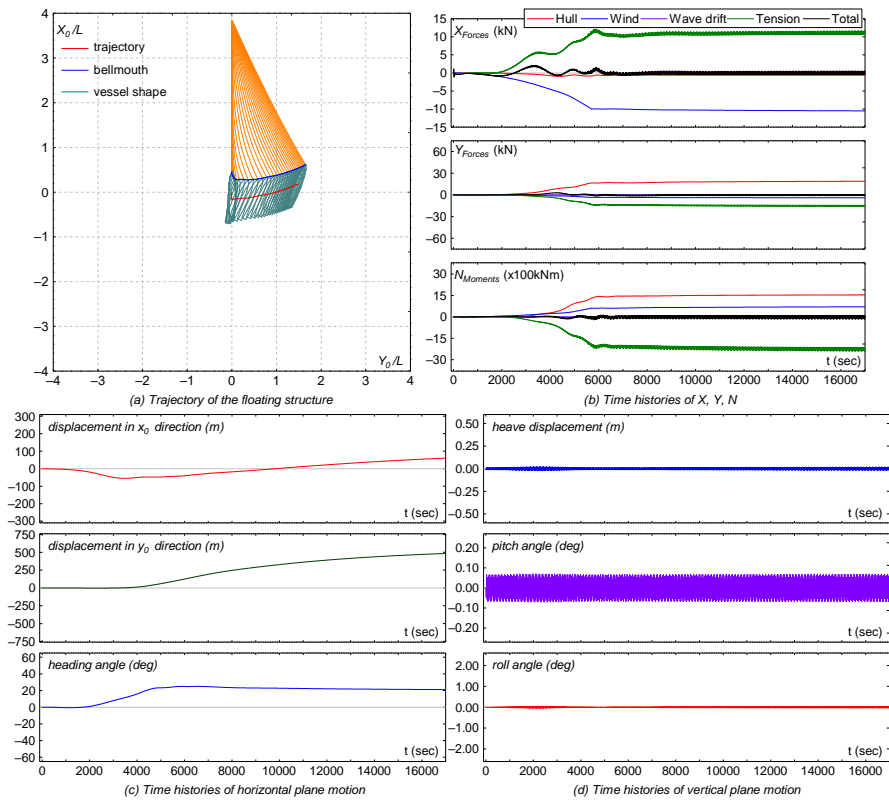 X0/L
trajectory
bellmouth
vessel shape
4
3
2
1
0
−1
−2
−3
−4
Y0/L
−4 −3 −2 −1 0 1 2 3 4
(a) Trajectory of the floating structure
Hull Wind Wave drift Tension Total
XForces (kN)
15
10
5
0
−5
−10
−15
YForces (kN)
60
30
0
−30
−60
NMoments (x100kNm)
30
15
0
−15
−30
t (sec)
0 2000 4000 6000 8000 10000 12000 14000 16000
(b) Time histories of X, Y, N
displacement in x0 direction (m)
300
200
100
0
−100
−200
−300
t (sec)
displacement in y0 direction (m)
750
500
250
0
−250
−500
−750
t (sec)
heading angle (deg)
60
40
20
0
−20
−40
−60
t (sec)
0 2000 4000 6000 8000 10000 12000 14000 16000
(c) Time histories of horizontal plane motion
heave displacement (m)
0.50
0.25
0.00
−0.25
−0.50
t (sec)
pitch angle (deg)
0.20
0.10
0.00
−0.10
−0.20
t (sec)
roll angle (deg)
2.00
1.00
0.00
−1.00
−2.00
t (sec)
0 2000 4000 6000 8000 10000 12000 14000 16000
(d) Time histories of vertical plane motion